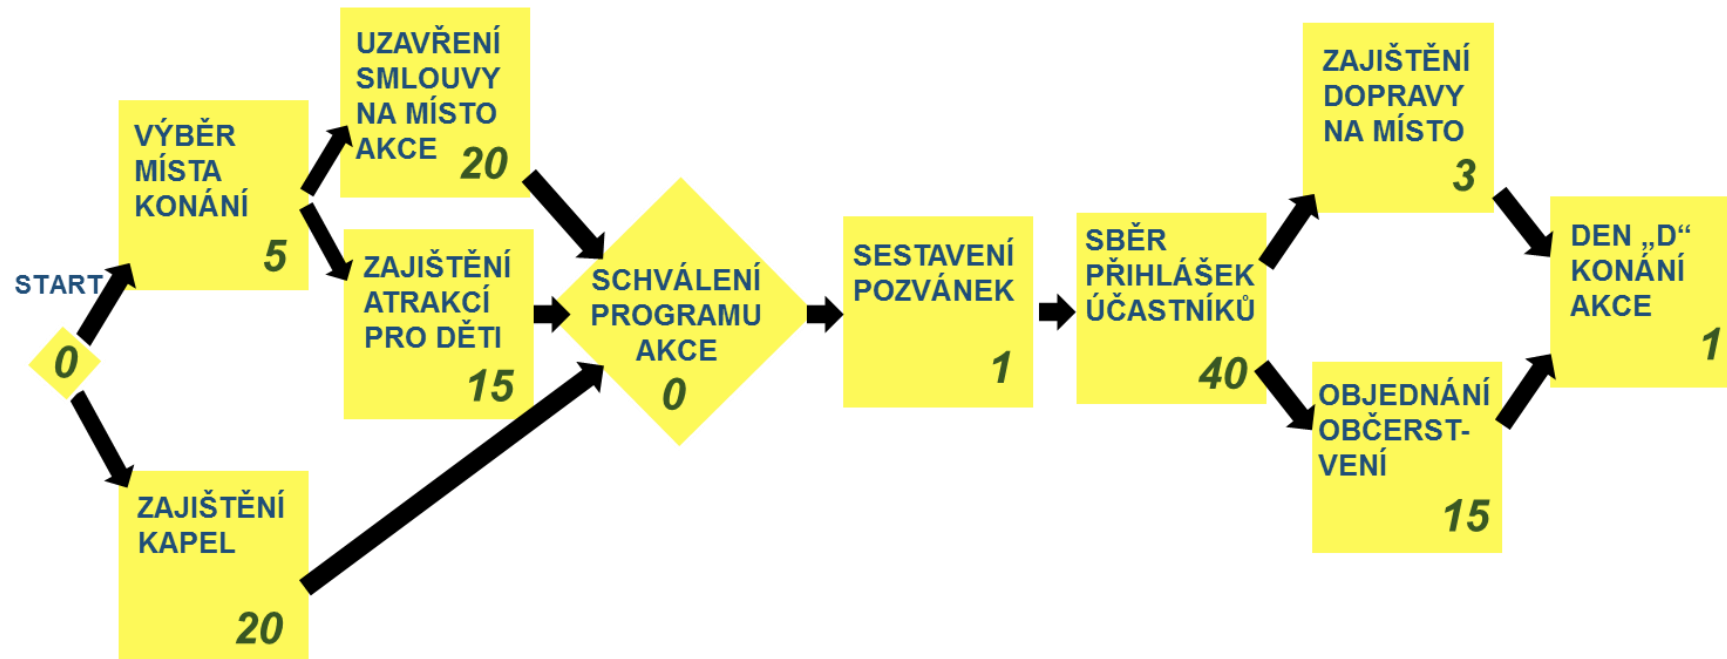 START
0
VÝBĚR
MÍSTA
KONÁNÍ
5
UZAVŘENÍ
SMLOUVY
NA MÍSTO
AKCE
20
ZAJIŠTĚNÍ
ATRAKCÍ
PRO DĚTI
15
ZAJIŠTĚNÍ
KAPEL
20
SCHVÁLENÍ
PROGRAMU
AKCE
0
SESTAVENÍ
POZVÁNEK
1
SBĚR
PŘIHLÁŠEK
ÚČASTNÍKŮ
40
ZAJIŠTĚNÍ
DOPRAVY
NA MÍSTO
3
OBJEDNÁNÍ
OBČERST-
VENÍ
15
DEN „D“
KONÁNÍ
AKCE
1